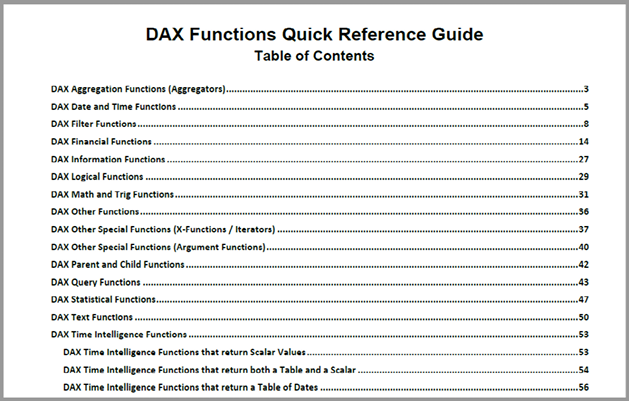 DAX Functions Quick Reference Guide
Table of Contents
DAX Aggregation Functions (Aggregators)....................3
DAX Date and Time Functions....................5
DAX Filter Functions....................8
DAX Financial Functions....................14
DAX Information Functions....................27
DAX Logical Functions....................29
DAX Math and Trig Functions....................31
DAX Other Functions....................36
DAX Other Special Functions (X-Functions / Iterators)....................37
DAX Other Special Functions (Argument Functions)....................40
DAX Parent and Child Functions....................42
DAX Query Functions....................43
DAX Statistical Functions....................47
DAX Text Functions....................50
DAX Time Intelligence Functions....................53
DAX Time Intelligence Functions that return Scalar Values....................53
DAX Time Intelligence Functions that return both a Table and a Scalar....................54
DAX Time Intelligence Functions that return a Table of Dates....................56